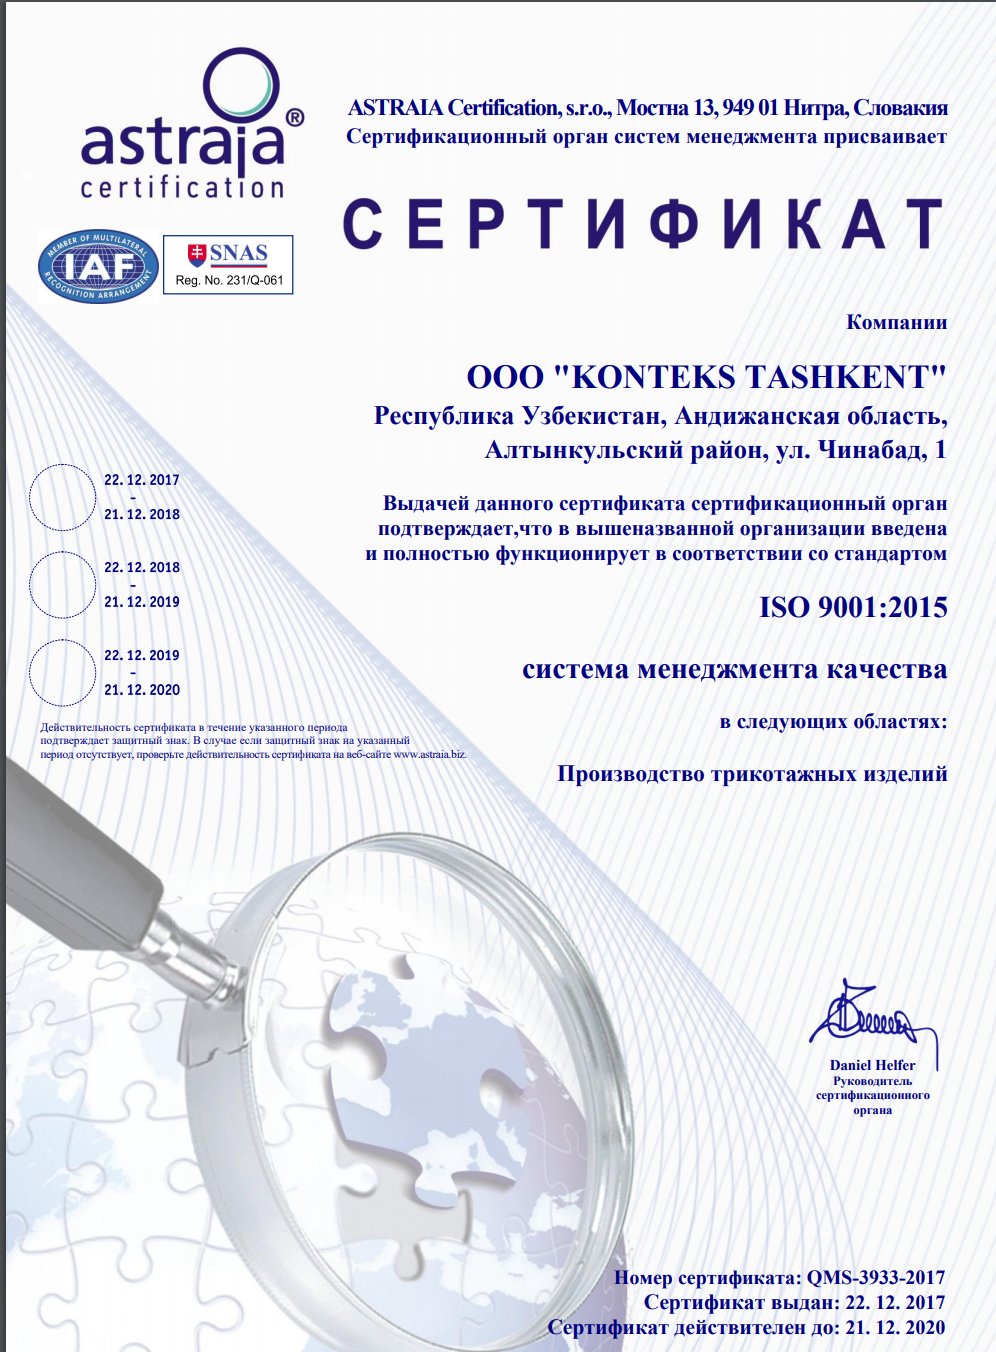 astraia®
certification
MEMBER OF MULTILATERAL
IAF
RECOGNITION ARRANGEMENT
SNAS
Reg. No. 231/Q-061
ASTRAIA Certification, s.r.o., Мостна 13, 949 01 Нитра, Словакия
Сертификационный орган систем менеджмента присваивает
СЕРТИФИКАТ
Компании
ООО "KONTEKS TASHKENT"
Республика Узбекистан, Андижанская область,
Алтынкульский район, ул. Чинабад, 1
Выдачей данного сертификата сертификационный орган
подтверждает,что в вышеназванной организации введена
и полностью функционирует в соответствии со стандартом
ISO 9001:2015
система менеджмента качества
в следующих областях:
Производство трикотажных изделий
22. 12. 2017
–
21. 12. 2018
22. 12. 2018
–
21. 12. 2019
22. 12. 2019
–
21. 12. 2020
Действительность сертификата в течение указанного периода
подтверждает защитный знак. В случае если защитный знак на указанный
период отсутствует, проверьте действительность сертификата на веб-сайте www.astraia.biz.
Daniel Helfer
Руководитель
сертификационного
органа
Номер сертификата: QMS-3933-2017
Сертификат выдан: 22. 12. 2017
Сертификат действителен до: 21. 12. 2020